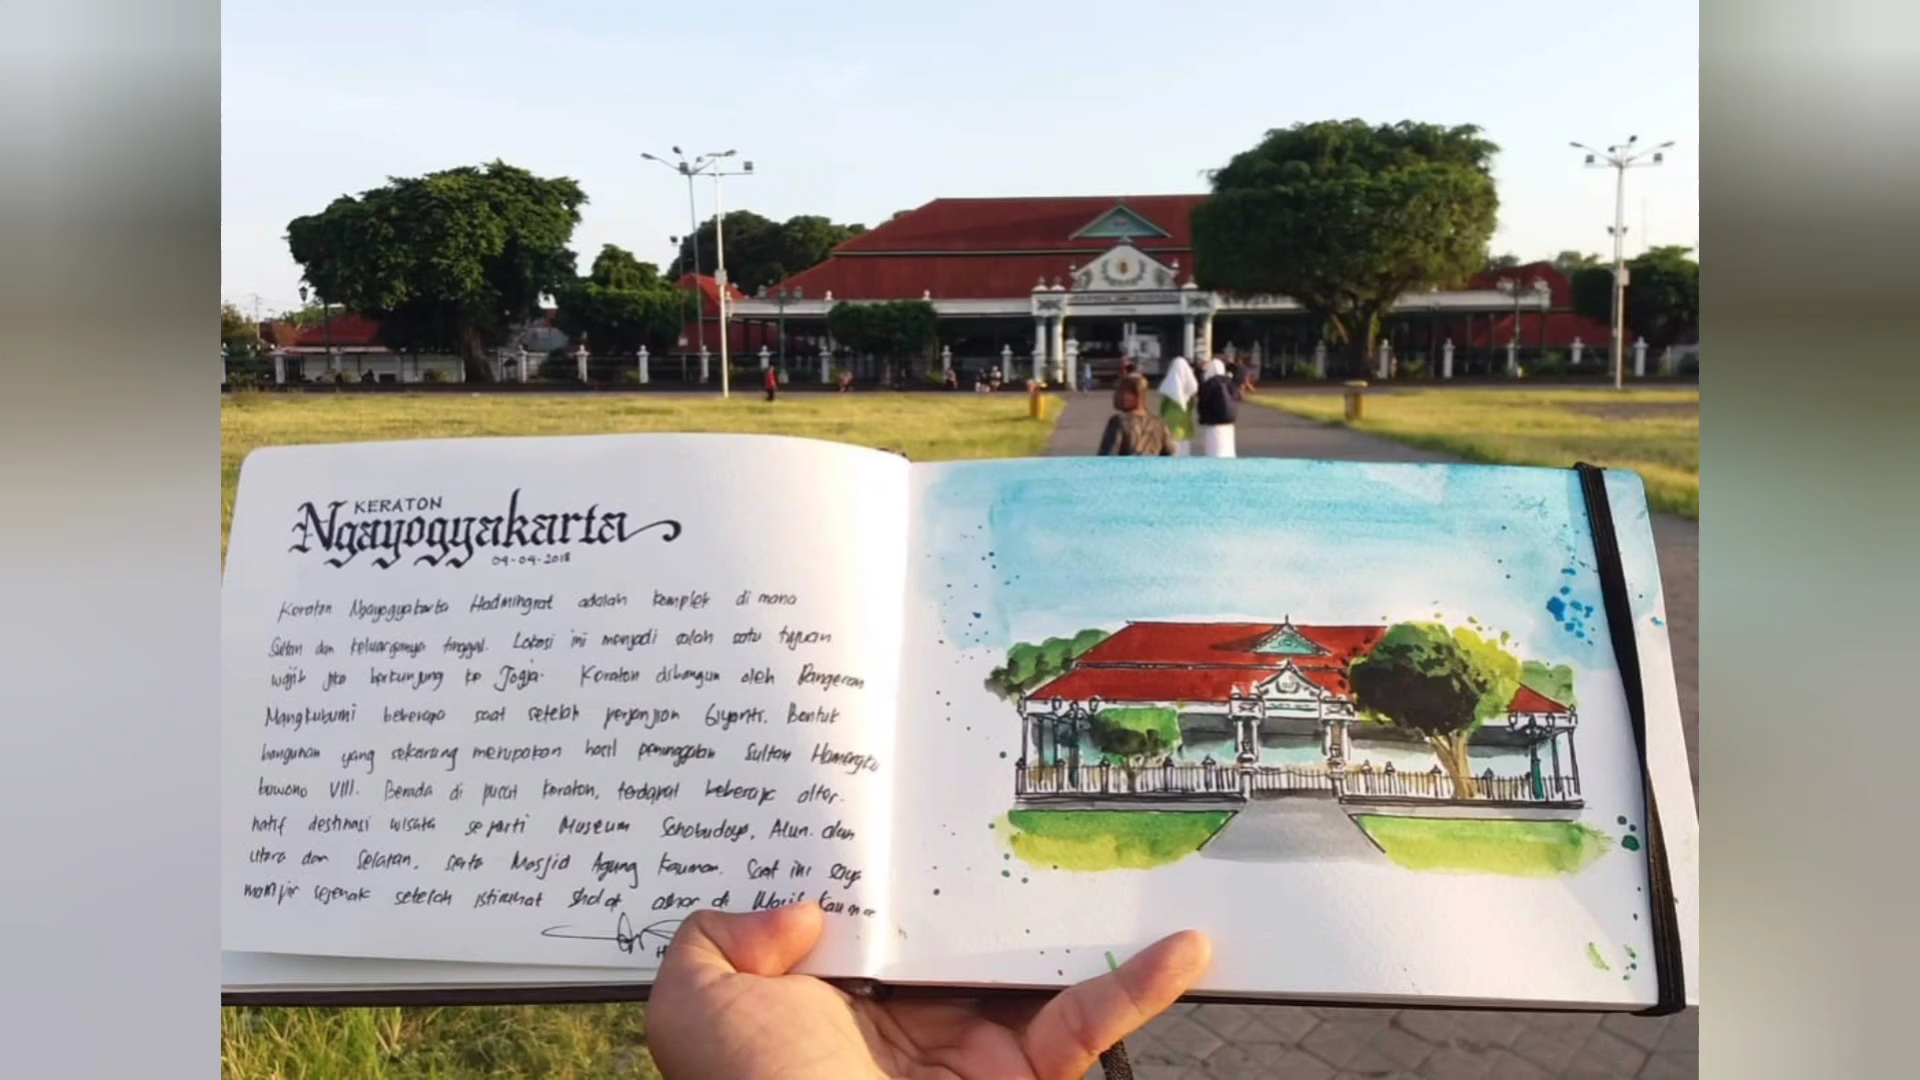 KERATON
Ngayogyakarta
04-04-2018
Keraton Ngayogyakarta Hadiningrat adalah komplek di mana
Sultan dan keluarganya tinggal. Lokasi ini menjadi salah satu tujuan
wajib jika berkunjung ke Jogja. Keraton dibangun oleh Pangeran
Mangkubumi beberapa saat setelah perjanjian Giyanti. Bentuk
bangunan yang sekarang merupakan hasil peninggalan Sultan Hamengku
buwono VIII. Berada di pusat keraton, terdapat beberapa alter-
natif destinasi wisata seperti Museum Sonobudoyo, Alun-alun
Utara dan Selatan, serta Masjid Agung Kauman. Saat ini saya
mampir sejenak setelah istirahat sholat ashar di Masjid Kauman